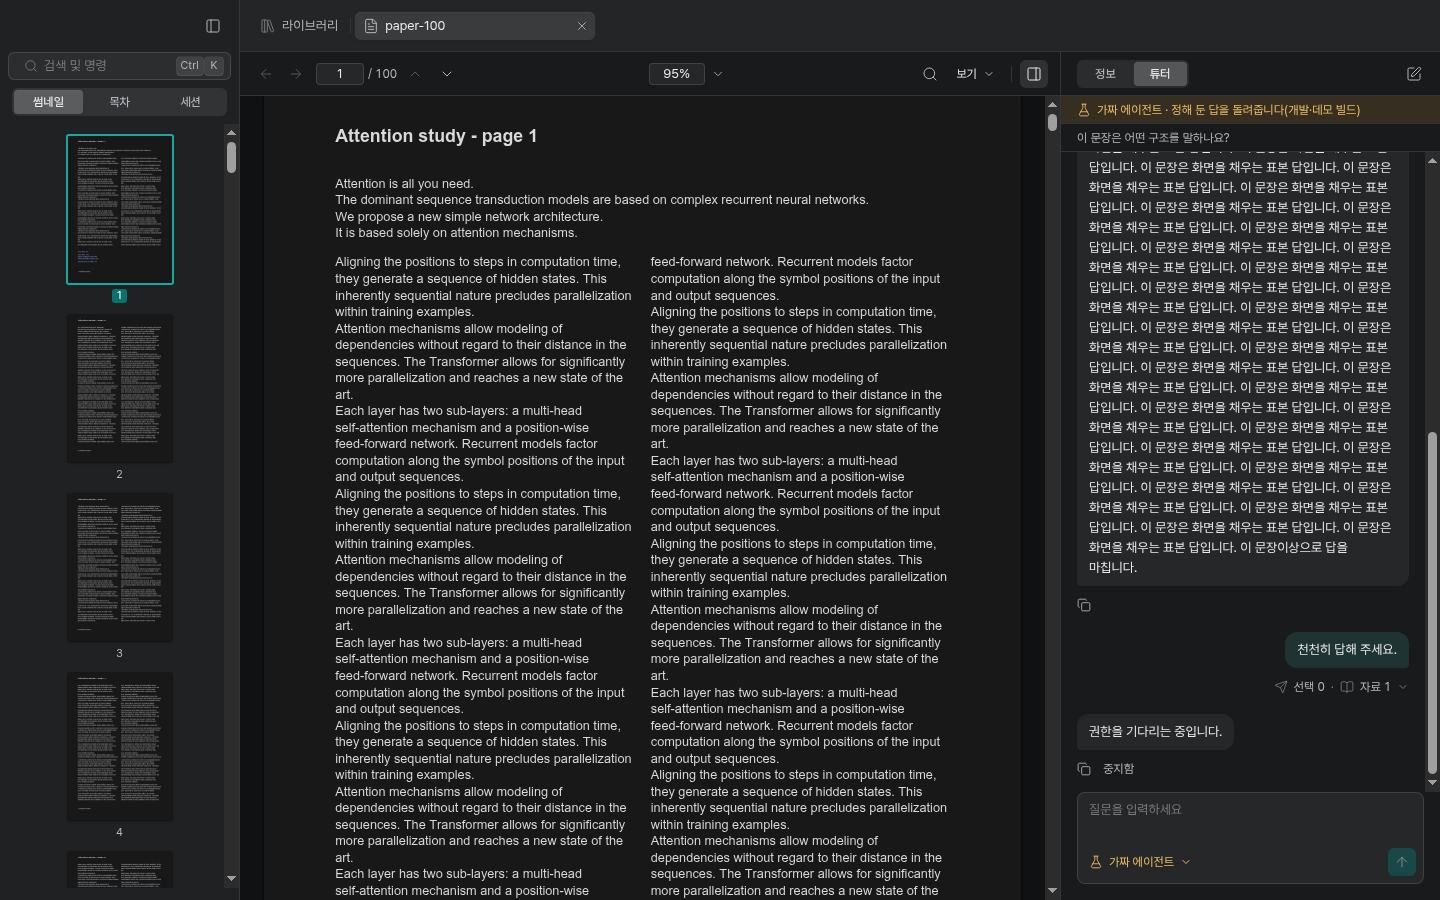 라이브러리
paper-100
검색 및 명령
Ctrl
K
썸네일
목차
세션
1
2
3
4
1 / 100
95%
보기
Attention study - page 1
Attention is all you need.
The dominant sequence transduction models are based on complex recurrent neural networks.
We propose a new simple network architecture.
It is based solely on attention mechanisms.
Aligning the positions to steps in computation time,
they generate a sequence of hidden states. This
inherently sequential nature precludes parallelization
within training examples.
Attention mechanisms allow modeling of
dependencies without regard to their distance in the
sequences. The Transformer allows for significantly
more parallelization and reaches a new state of the
art.
Each layer has two sub-layers: a multi-head
self-attention mechanism and a position-wise
feed-forward network. Recurrent models factor
computation along the symbol positions of the input
and output sequences.
Aligning the positions to steps in computation time,
they generate a sequence of hidden states. This
inherently sequential nature precludes parallelization
within training examples.
Attention mechanisms allow modeling of
dependencies without regard to their distance in the
sequences. The Transformer allows for significantly
more parallelization and reaches a new state of the
art.
Each layer has two sub-layers: a multi-head
self-attention mechanism and a position-wise
feed-forward network. Recurrent models factor
computation along the symbol positions of the input
and output sequences.
Aligning the positions to steps in computation time,
they generate a sequence of hidden states. This
inherently sequential nature precludes parallelization
within training examples.
Attention mechanisms allow modeling of
dependencies without regard to their distance in the
sequences. The Transformer allows for significantly
more parallelization and reaches a new state of the
art.
Each layer has two sub-layers: a multi-head
self-attention mechanism and a position-wise
feed-forward network. Recurrent models factor
computation along the symbol positions of the input
and output sequences.
Aligning the positions to steps in computation time,
they generate a sequence of hidden states. This
inherently sequential nature precludes parallelization
within training examples.
Attention mechanisms allow modeling of
dependencies without regard to their distance in the
sequences. The Transformer allows for significantly
more parallelization and reaches a new state of the
art.
Each layer has two sub-layers: a multi-head
self-attention mechanism and a position-wise
feed-forward network. Recurrent models factor
computation along the symbol positions of the input
and output sequences.
Aligning the positions to steps in computation time,
they generate a sequence of hidden states. This
inherently sequential nature precludes parallelization
within training examples.
Attention mechanisms allow modeling of
dependencies without regard to their distance in the
sequences. The Transformer allows for significantly
more parallelization and reaches a new state of the
art.
Each layer has two sub-layers: a multi-head
self-attention mechanism and a position-wise
feed-forward network. Recurrent models factor
computation along the symbol positions of the input
and output sequences.
Aligning the positions to steps in computation time,
they generate a sequence of hidden states. This
inherently sequential nature precludes parallelization
within training examples.
Attention mechanisms allow modeling of
dependencies without regard to their distance in the
sequences. The Transformer allows for significantly
more parallelization and reaches a new state of the
정보
튜터
가짜 에이전트 · 정해 둔 답을 돌려줍니다(개발·데모 빌드)
이 문장은 어떤 구조를 말하나요?
답입니다. 이 문장은 화면을 채우는 표본 답입니다. 이 문장은
화면을 채우는 표본 답입니다. 이 문장은 화면을 채우는 표본
답입니다. 이 문장은 화면을 채우는 표본 답입니다. 이 문장은
화면을 채우는 표본 답입니다. 이 문장은 화면을 채우는 표본
답입니다. 이 문장은 화면을 채우는 표본 답입니다. 이 문장은
화면을 채우는 표본 답입니다. 이 문장은 화면을 채우는 표본
답입니다. 이 문장은 화면을 채우는 표본 답입니다. 이 문장은
화면을 채우는 표본 답입니다. 이 문장은 화면을 채우는 표본
답입니다. 이 문장은 화면을 채우는 표본 답입니다. 이 문장은
화면을 채우는 표본 답입니다. 이 문장은 화면을 채우는 표본
답입니다. 이 문장은 화면을 채우는 표본 답입니다. 이 문장은
화면을 채우는 표본 답입니다. 이 문장은 화면을 채우는 표본
답입니다. 이 문장은 화면을 채우는 표본 답입니다. 이 문장은
화면을 채우는 표본 답입니다. 이 문장은 화면을 채우는 표본
답입니다. 이 문장은 화면을 채우는 표본 답입니다. 이 문장은
화면을 채우는 표본 답입니다. 이 문장은 화면을 채우는 표본
답입니다. 이 문장은 화면을 채우는 표본 답입니다. 이 문장은
화면을 채우는 표본 답입니다. 이 문장은 화면을 채우는 표본
답입니다. 이 문장은 화면을 채우는 표본 답입니다. 이 문장은
화면을 채우는 표본 답입니다. 이 문장이상으로 답을
마칩니다.
천천히 답해 주세요.
선택 0 · 자료 1
권한을 기다리는 중입니다.
중지함
질문을 입력하세요
가짜 에이전트